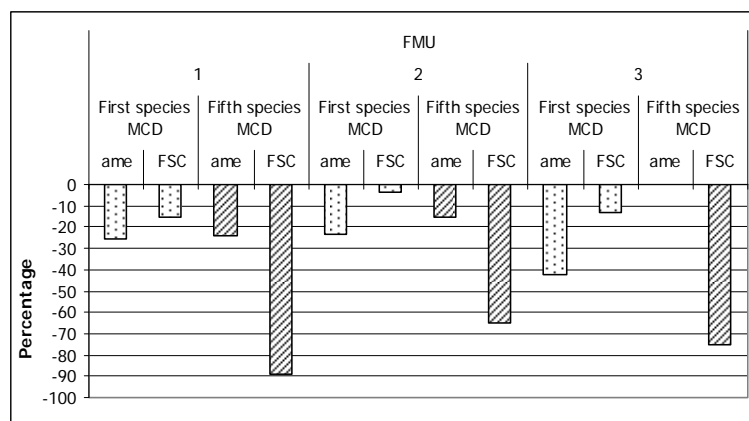 FMU
1 2 3
First species MCD Fifth species MCD First species MCD Fifth species MCD First species MCD Fifth species MCD
ame FSC ame FSC ame FSC ame FSC ame FSC ame FSC
Percentage
0
-10
-20
-30
-40
-50
-60
-70
-80
-90
-100